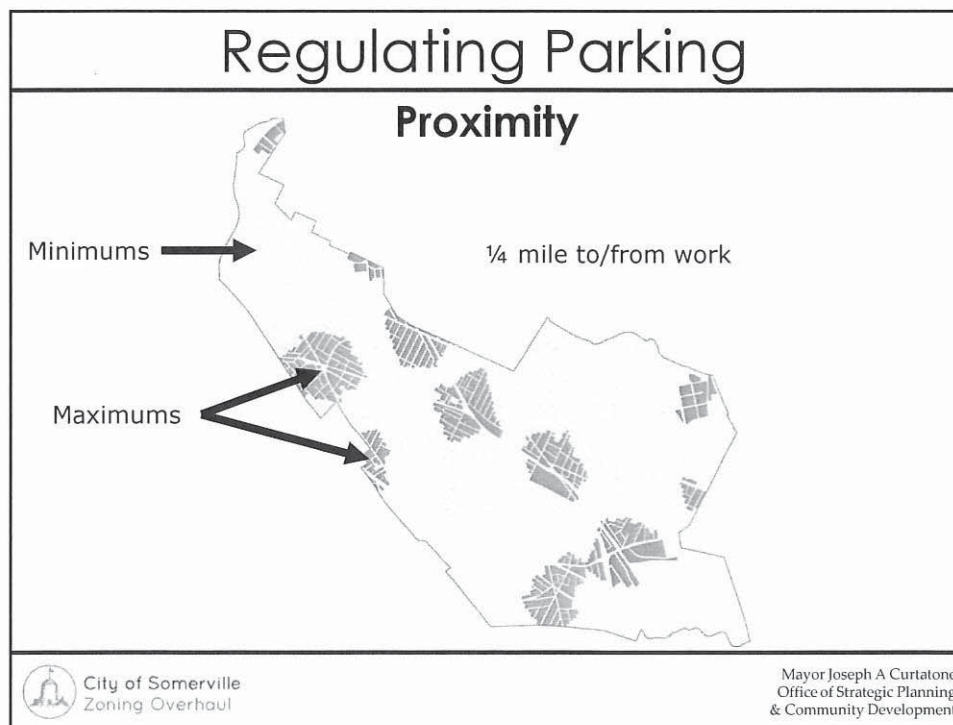 Regulating Parking
Proximity
Minimums
¼ mile to/from work
Maximums
City of Somerville
Zoning Overhaul
Mayor Joseph A Curtatone
Office of Strategic Planning
& Community Development